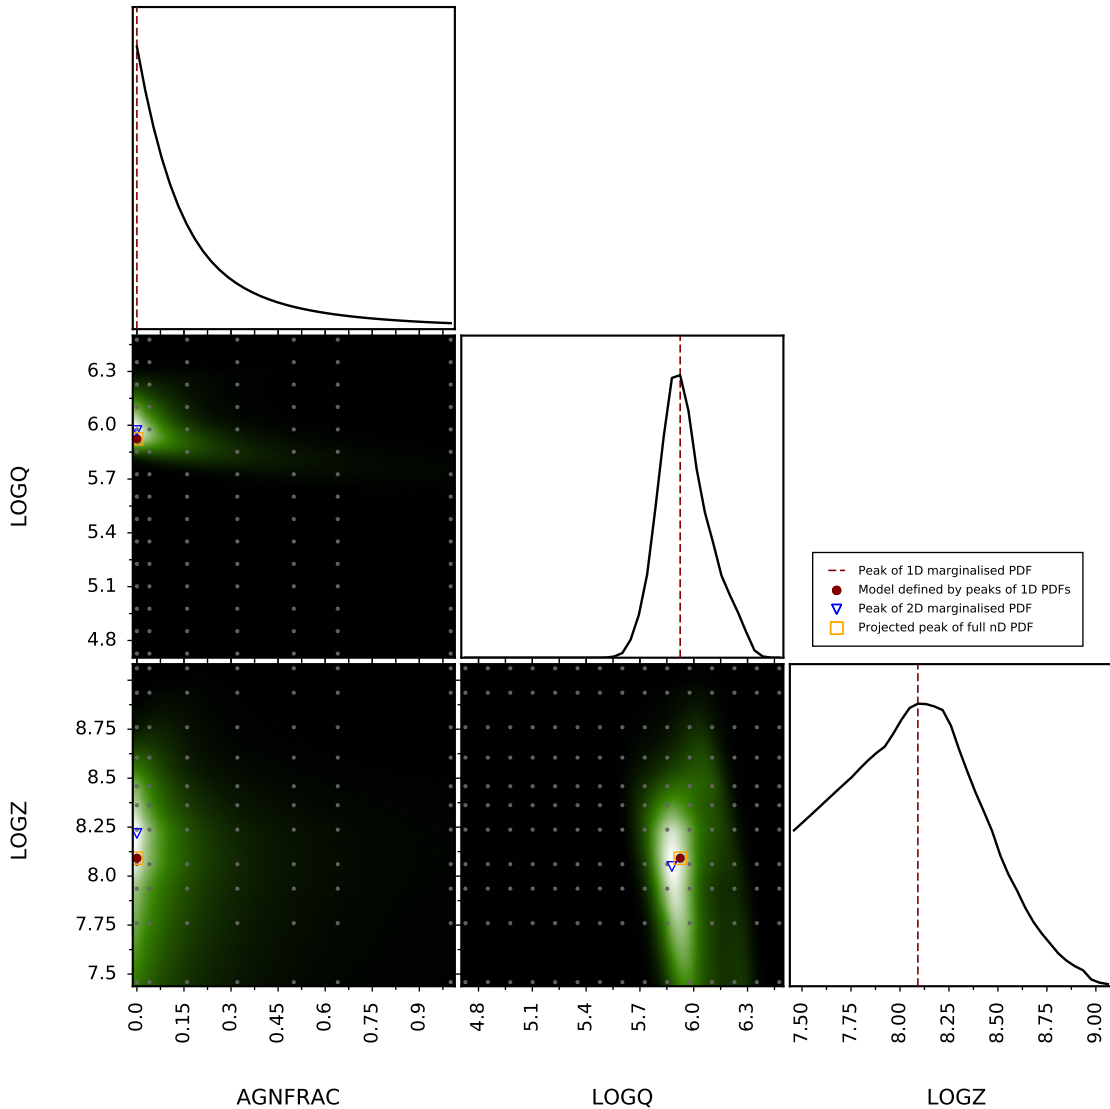 6.3
6.0
5.7
5.4
5.1
4.8
LOGQ
Peak of 1D marginalised PDF
Model defined by peaks of 1D PDFs
Peak of 2D marginalised PDF
Projected peak of full nD PDF
8.75
8.5
8.25
8.0
7.75
7.5
LOGZ
0.0 0.15 0.3 0.45 0.6 0.75 0.9
4.8 5.1 5.4 5.7 6.0 6.3
7.50 7.75 8.00 8.25 8.50 8.75 9.00
AGNFRAC LOGQ LOGZ